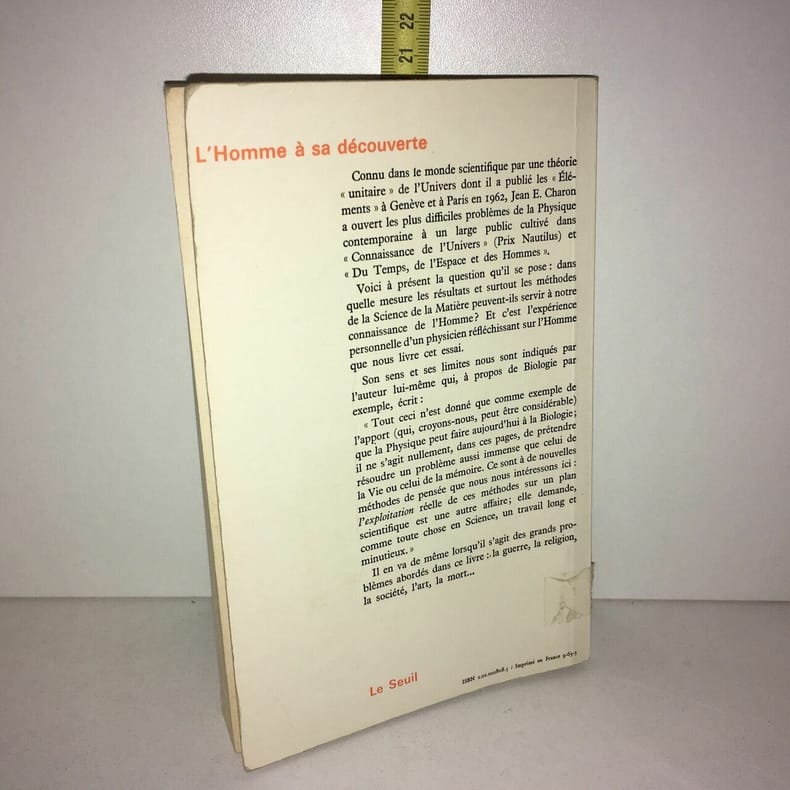 21 22
L'Homme à sa découverte
Connu dans le monde scientifique par une théorie
« unitaire » de l'Univers dont il a publié les « Élé-
ments » à Genève et à Paris en 1962, Jean E. Charon
a ouvert les plus difficiles problèmes de la Physique
contemporaine à un large public cultivé dans
« Connaissance de l'Univers » (Prix Nautilus) et
« Du Temps, de l'Espace et des Hommes ».
Voici à présent la question qu'il se pose : dans
quelle mesure les résultats et surtout les méthodes
de la Science de la Matière peuvent-ils servir à notre
connaissance de l'Homme? Et c'est l'expérience
personnelle d'un physicien réfléchissant sur l'Homme
que nous livre cet essai.
Son sens et ses limites nous sont indiqués par
l'auteur lui-même qui, à propos de Biologie par
exemple, écrit :
« Tout ceci n'est donné que comme exemple de
l'apport (qui, croyons-nous, peut être considérable)
que la Physique peut faire aujourd'hui à la Biologie;
il ne s'agit nullement, dans ces pages, de prétendre
résoudre un problème aussi immense que celui de
la Vie ou celui de la mémoire. Ce sont à de nouvelles
méthodes de pensée que nous nous intéressons ici :
l'exploitation réelle de ces méthodes sur un plan
scientifique est une autre affaire; elle demande,
comme toute chose en Science, un travail long et
minutieux. »
Il en va de même lorsqu'il s'agit des grands pro-
blèmes abordés dans ce livre : la guerre, la religion,
la société, l'art, la mort...
Le Seuil
ISBN / Imprimé en France